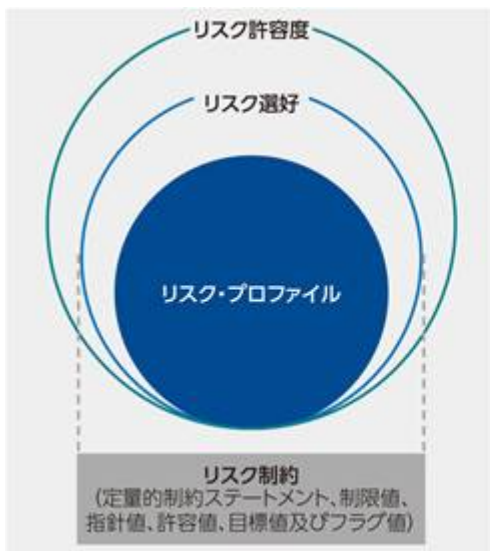 リスク許容度
リスク選好
リスク・プロファイル
リスク制約
(定量的制約ステートメント、制限値、
指針値、許容値、目標値及びフラグ値)